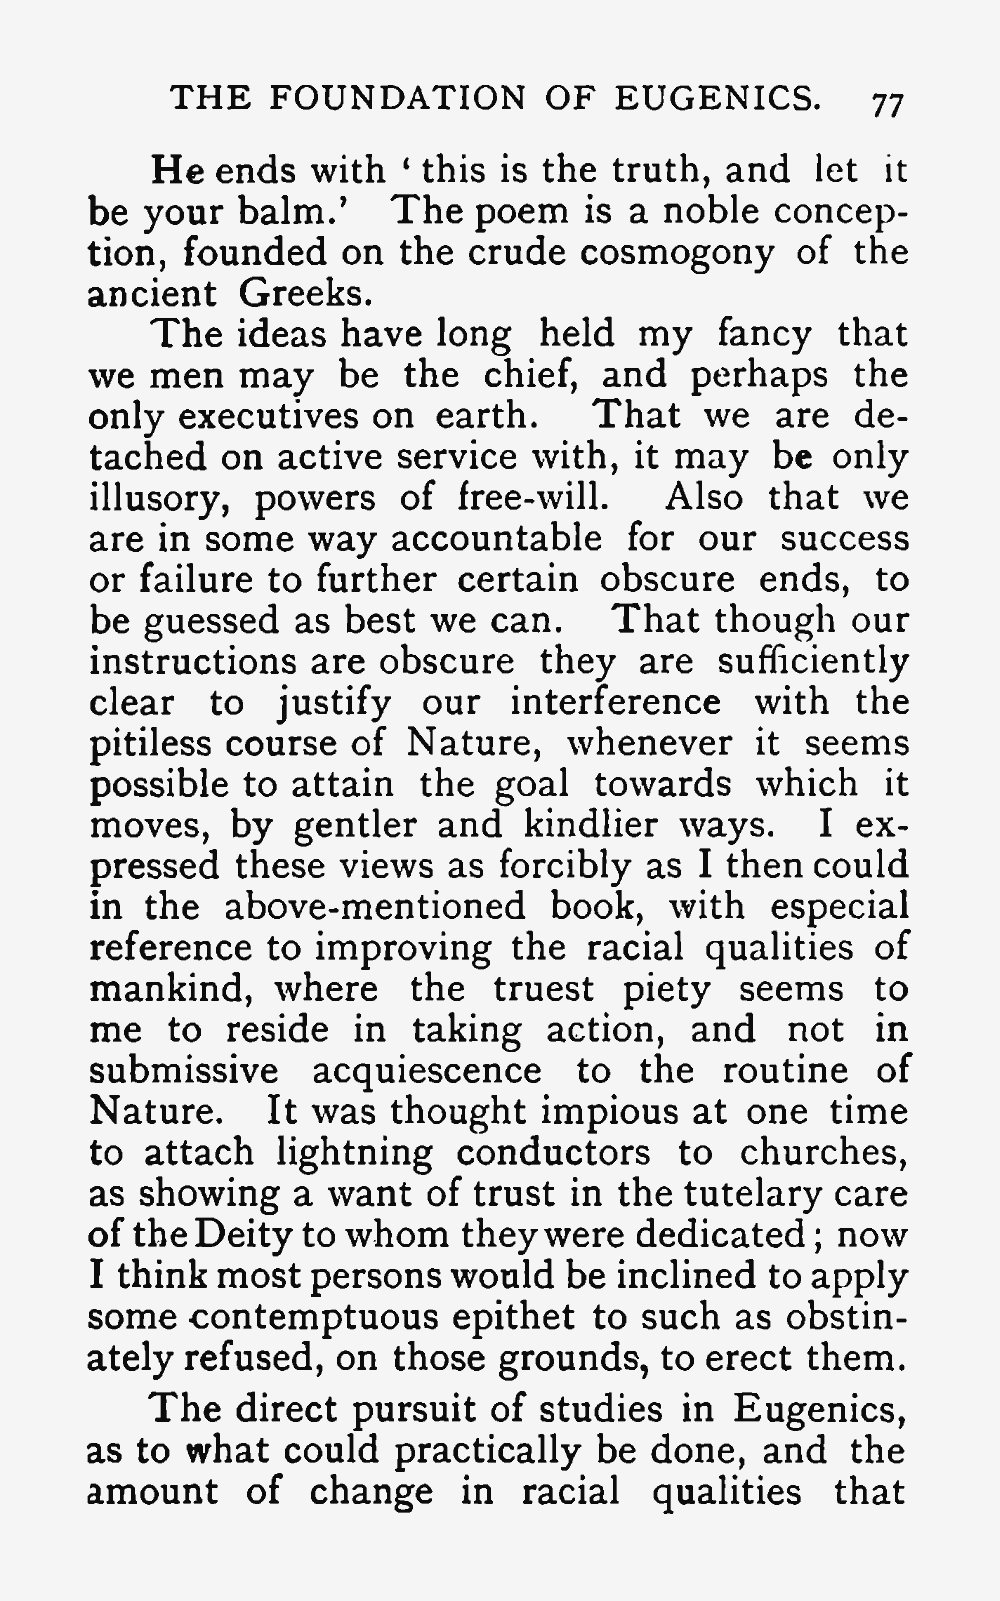 THE FOUNDATION OF EUGENICS. 77
He ends with ‘ this is the truth, and let it
be your balm.’ The poem is a noble concep-
tion, founded on the crude cosmogony of the
ancient Greeks.
The ideas have long held my fancy that
we men may be the chief, and perhaps the
only executives on earth. That we are de-
tached on active service with, it may be only
illusory, powers of free-will. Also that we
are in some way accountable for our success
or failure to further certain obscure ends, to
be guessed as best we can. That though our
instructions are obscure they are sufficiently
clear to justify our interference with the
pitiless course of Nature, whenever it seems
possible to attain the goal towards which it
moves, by gentler and kindlier ways. I ex-
pressed these views as forcibly as I then could
in the above-mentioned book, with especial
reference to improving the racial qualities of
mankind, where the truest piety seems to
me to reside in taking action, and not in
submissive acquiescence to the routine of
Nature. It was thought impious at one time
to attach lightning conductors to churches,
as showing a want of trust in the tutelary care
of the Deity to whom they were dedicated ; now
I think most persons would be inclined to apply
some contemptuous epithet to such as obstin-
ately refused, on those grounds, to erect them.
The direct pursuit of studies in Eugenics,
as to what could practically be done, and the
amount of change in racial qualities that